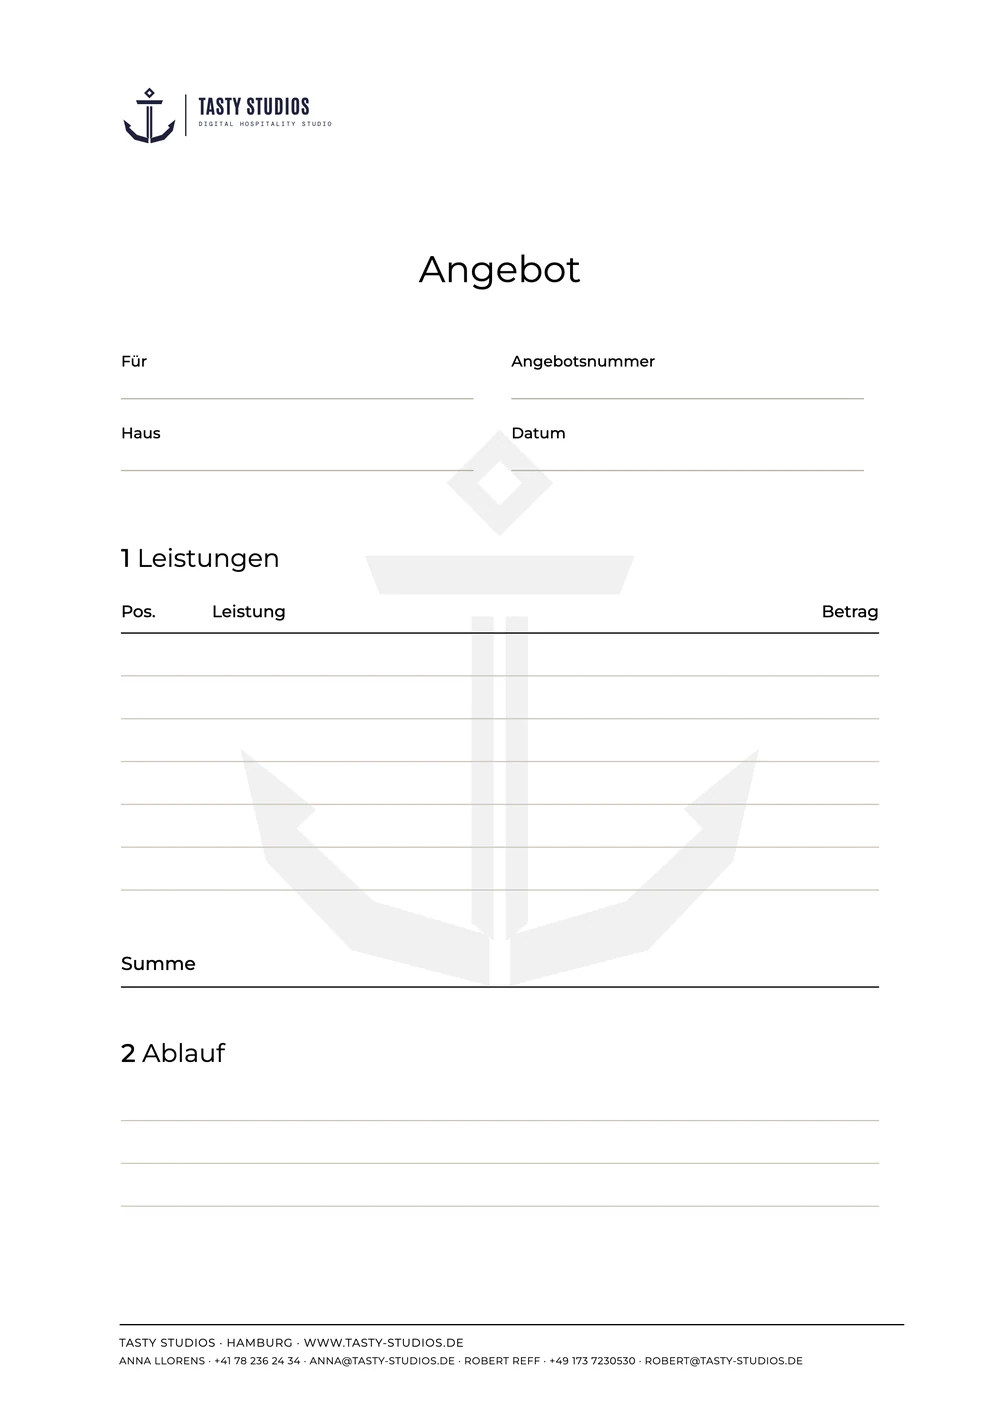 TASTY STUDIOS
DIGITAL HOSPITALITY STUDIO
Angebot
Für
Angebotsnummer
Haus
Datum
1 Leistungen
Pos. Leistung Betrag
Summe
2 Ablauf
TASTY STUDIOS · HAMBURG · WWW.TASTY-STUDIOS.DE
ANNA LLORENS · +41 78 236 24 34 · ANNA@TASTY-STUDIOS.DE · ROBERT REFF · +49 173 7230530 · ROBERT@TASTY-STUDIOS.DE